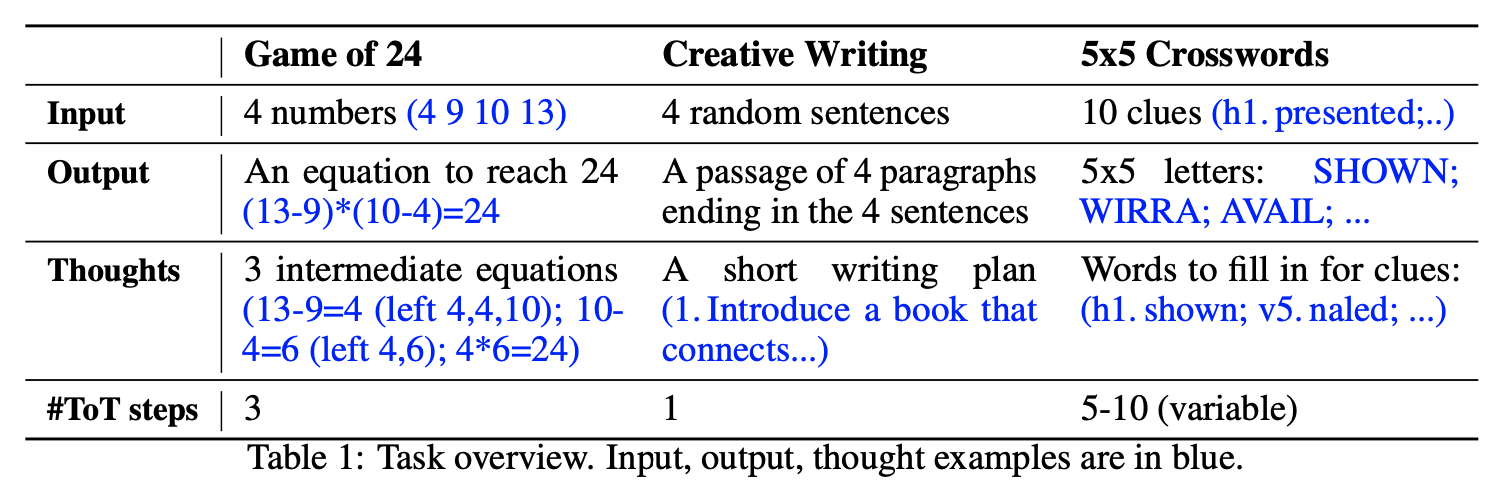 Game of 24 Creative Writing 5x5 Crosswords
Input 4 numbers (4 9 10 13) 4 random sentences 10 clues (h1. presented;..)
Output An equation to reach 24 A passage of 4 paragraphs 5x5 letters: SHOWN;
(13-9)*(10-4)=24 ending in the 4 sentences WIRRA; AVAIL; ...
Thoughts 3 intermediate equations A short writing plan Words to fill in for clues:
(13-9=4 (left 4,4,10); 10- (1. Introduce a book that (h1. shown; v5. naled; ...)
4=6 (left 4,6); 4*6=24) connects...)
#ToT steps 3 1 5-10 (variable)
Table 1: Task overview. Input, output, thought examples are in blue.